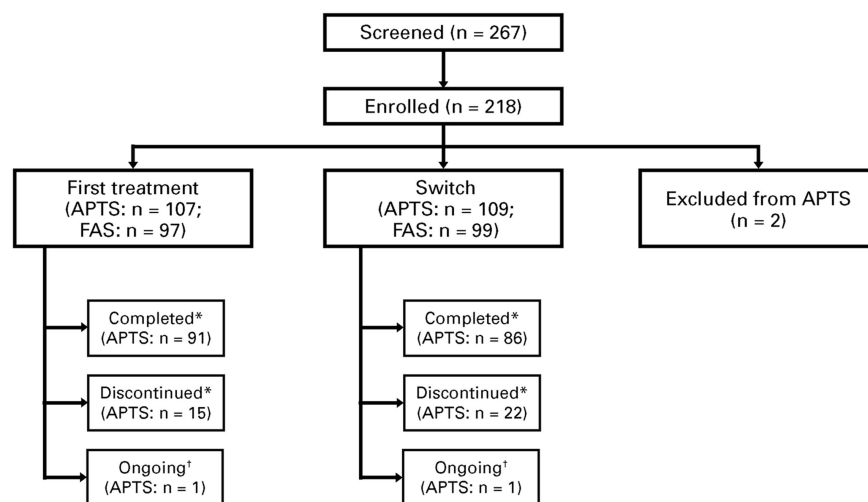 Screened (n = 267)
Enrolled (n = 218)
First treatment
(APTS: n = 107;
FAS: n = 97)
Switch
(APTS: n = 109;
FAS: n = 99)
Excluded from APTS
(n = 2)
Completed*
(APTS: n = 91)
Completed*
(APTS: n = 86)
Discontinued*
(APTS: n = 15)
Discontinued*
(APTS: n = 22)
Ongoing†
(APTS: n = 1)
Ongoing†
(APTS: n = 1)